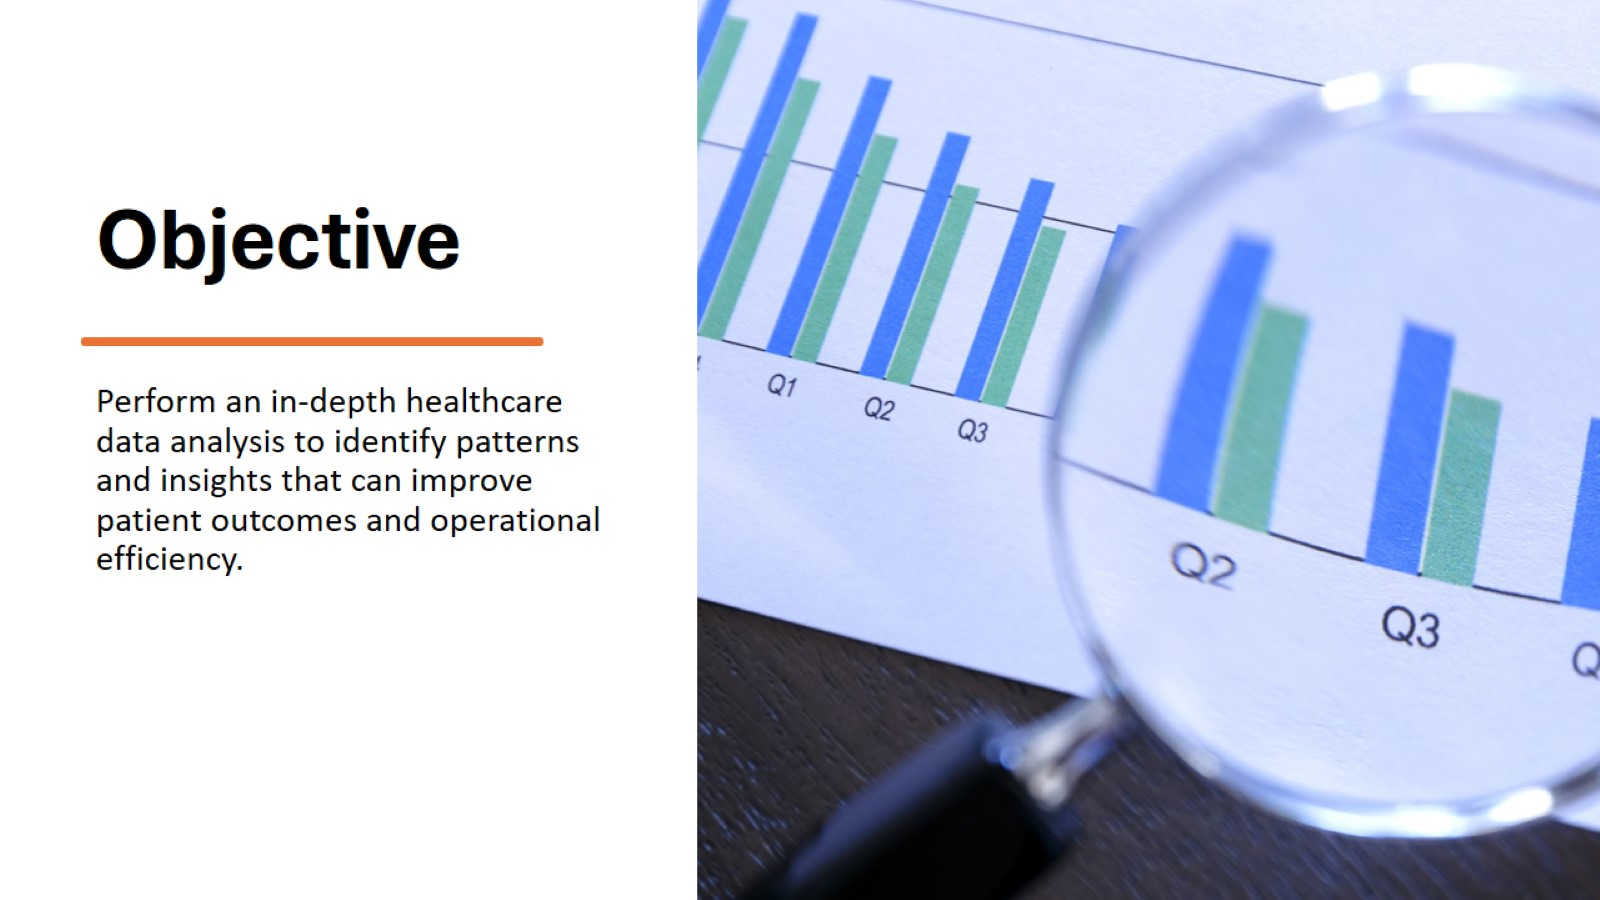 Objective
Perform an in-depth healthcare
data analysis to identify patterns
and insights that can improve
patient outcomes and operational
efficiency.
Q1
Q2
Q3
Q2
Q3